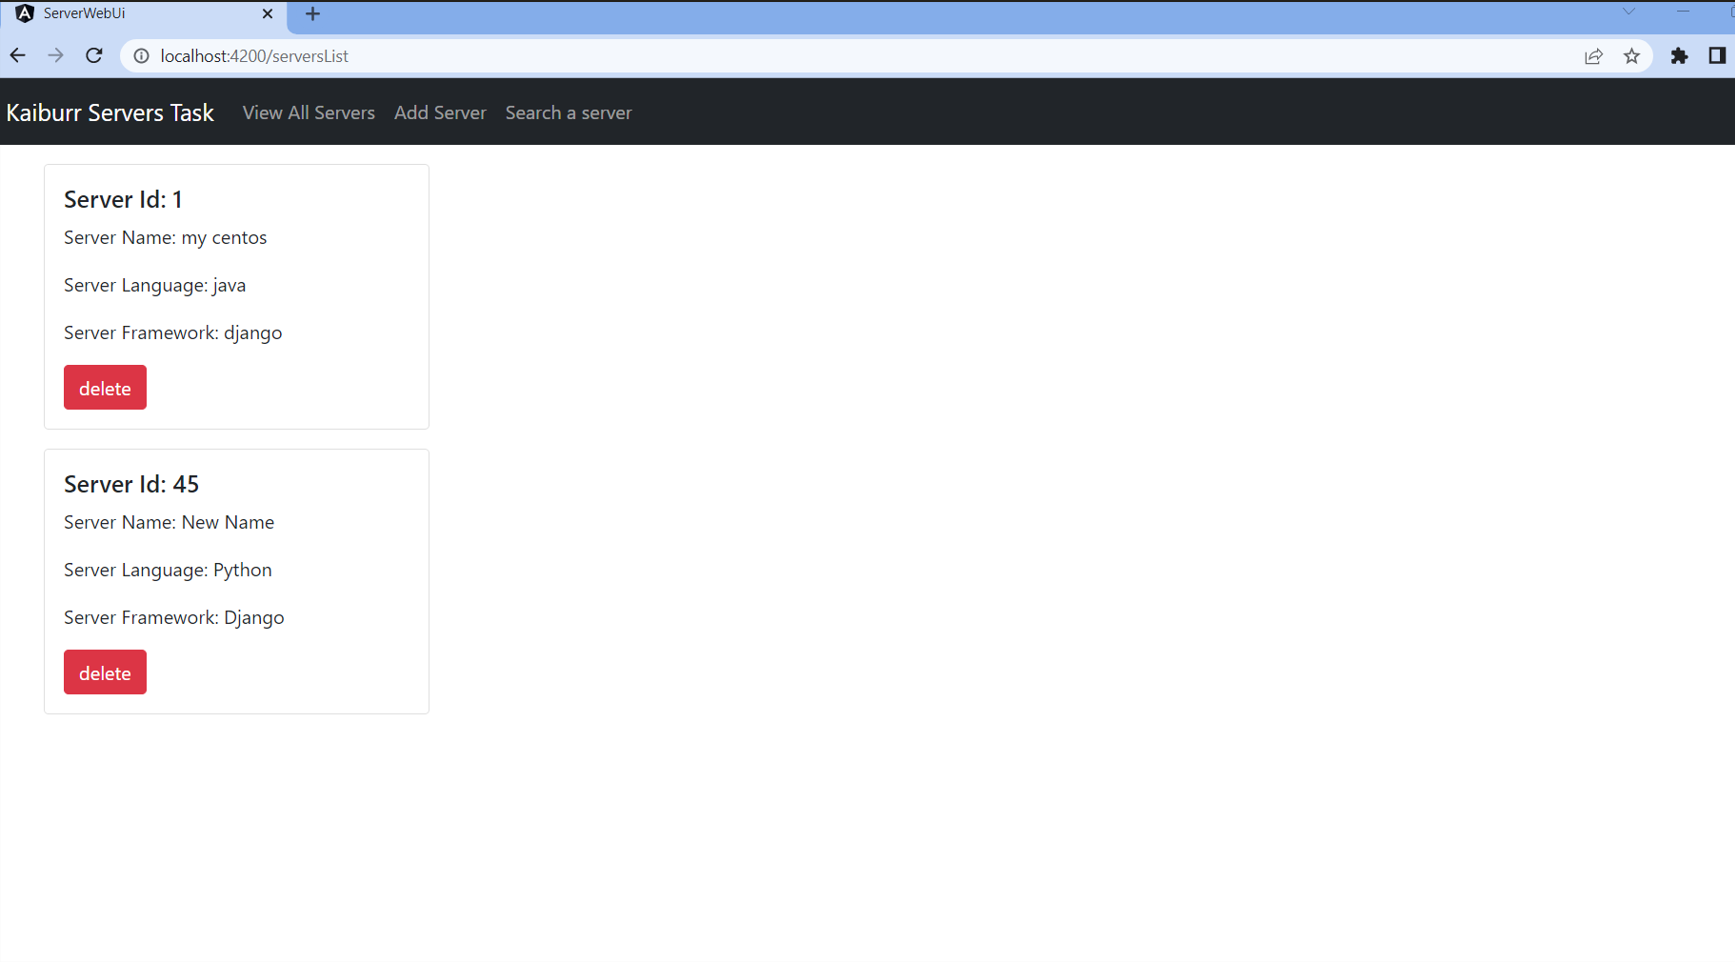 ServerWebUi
localhost:4200/serversList
Kaiburr Servers Task View All Servers Add Server Search a server
Server Id: 1
Server Name: my centos
Server Language: java
Server Framework: django
delete
Server Id: 45
Server Name: New Name
Server Language: Python
Server Framework: Django
delete